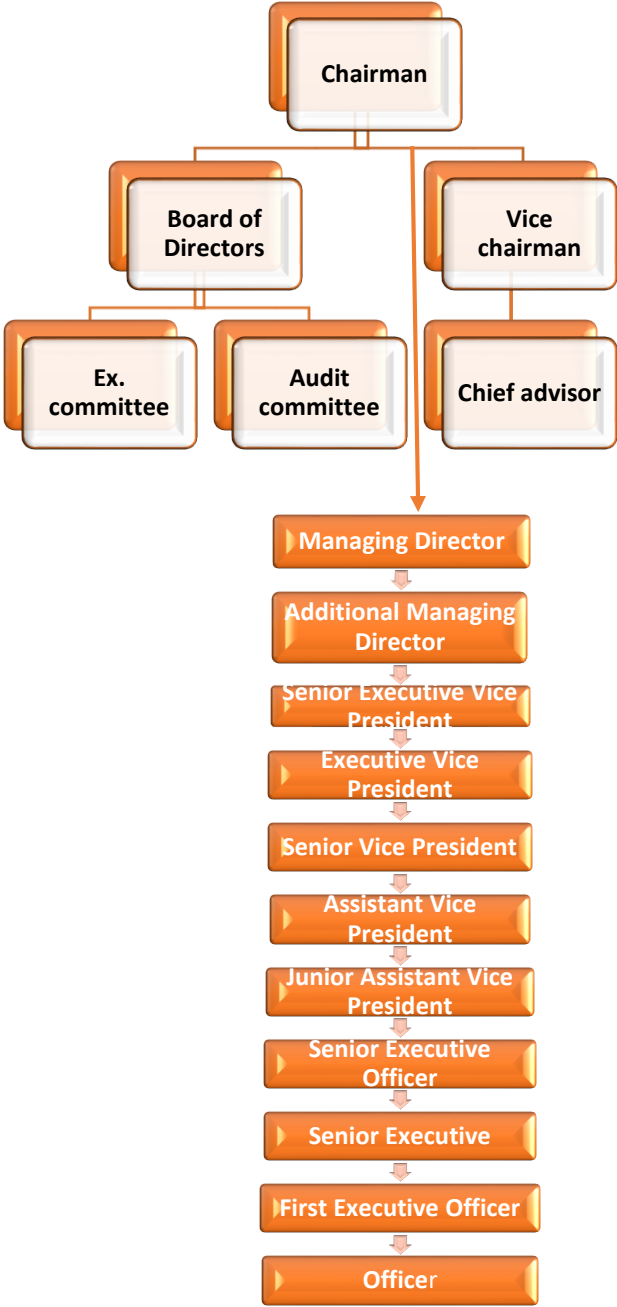 Chairman
Board of
Directors
Vice
chairman
Ex.
committee
Audit
committee
Chief advisor
Managing Director
Additional Managing
Director
Senior Executive Vice
President
Executive Vice
President
Senior Vice President
Assistant Vice
President
Junior Assistant Vice
President
Senior Executive
Officer
Senior Executive
First Executive Officer
Officer